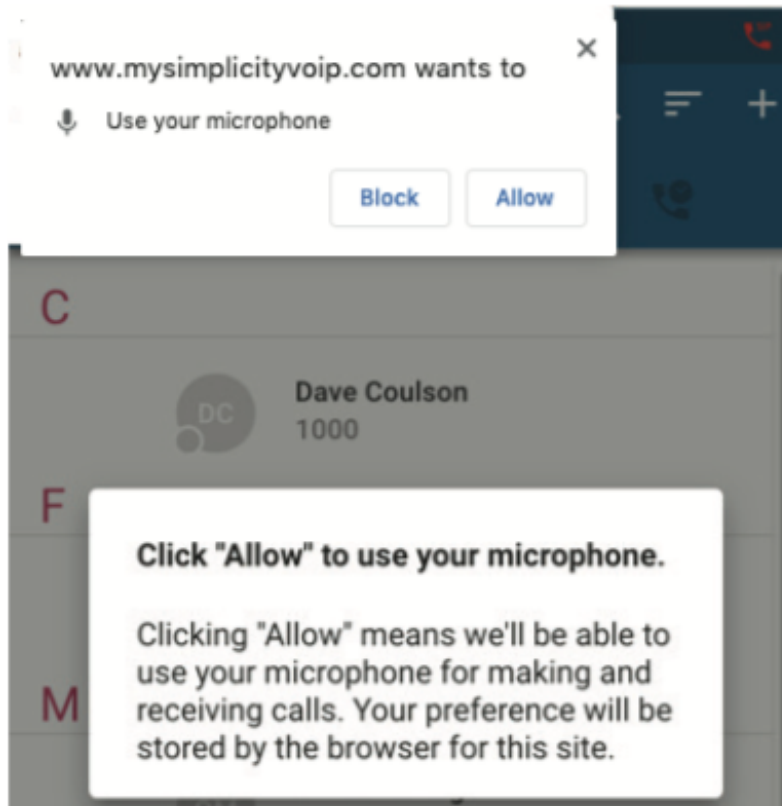 www.mysimplicityvoip.com wants to
Use your microphone
Block
Allow
C
DC
Dave Coulson
1000
F
Click "Allow" to use your microphone.
Clicking "Allow" means we'll be able to
use your microphone for making and
receiving calls. Your preference will be
stored by the browser for this site.
M